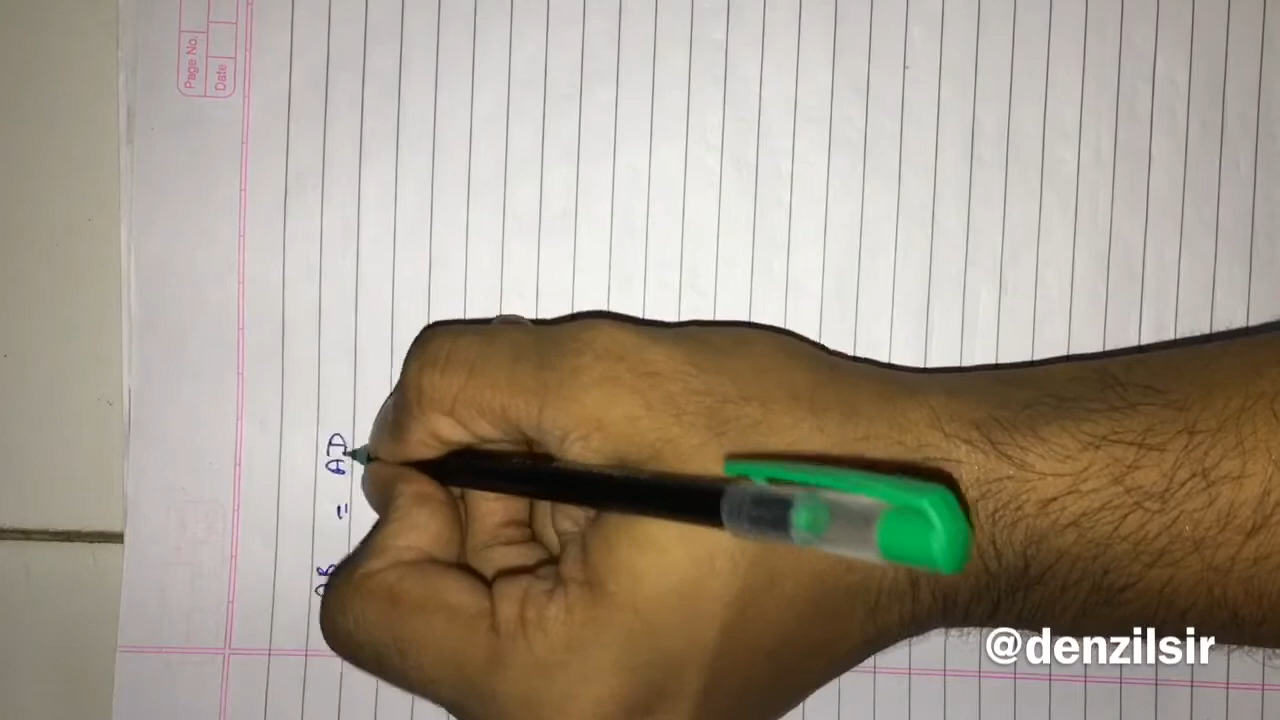 Page No.
Date
= AD
@denzilsir